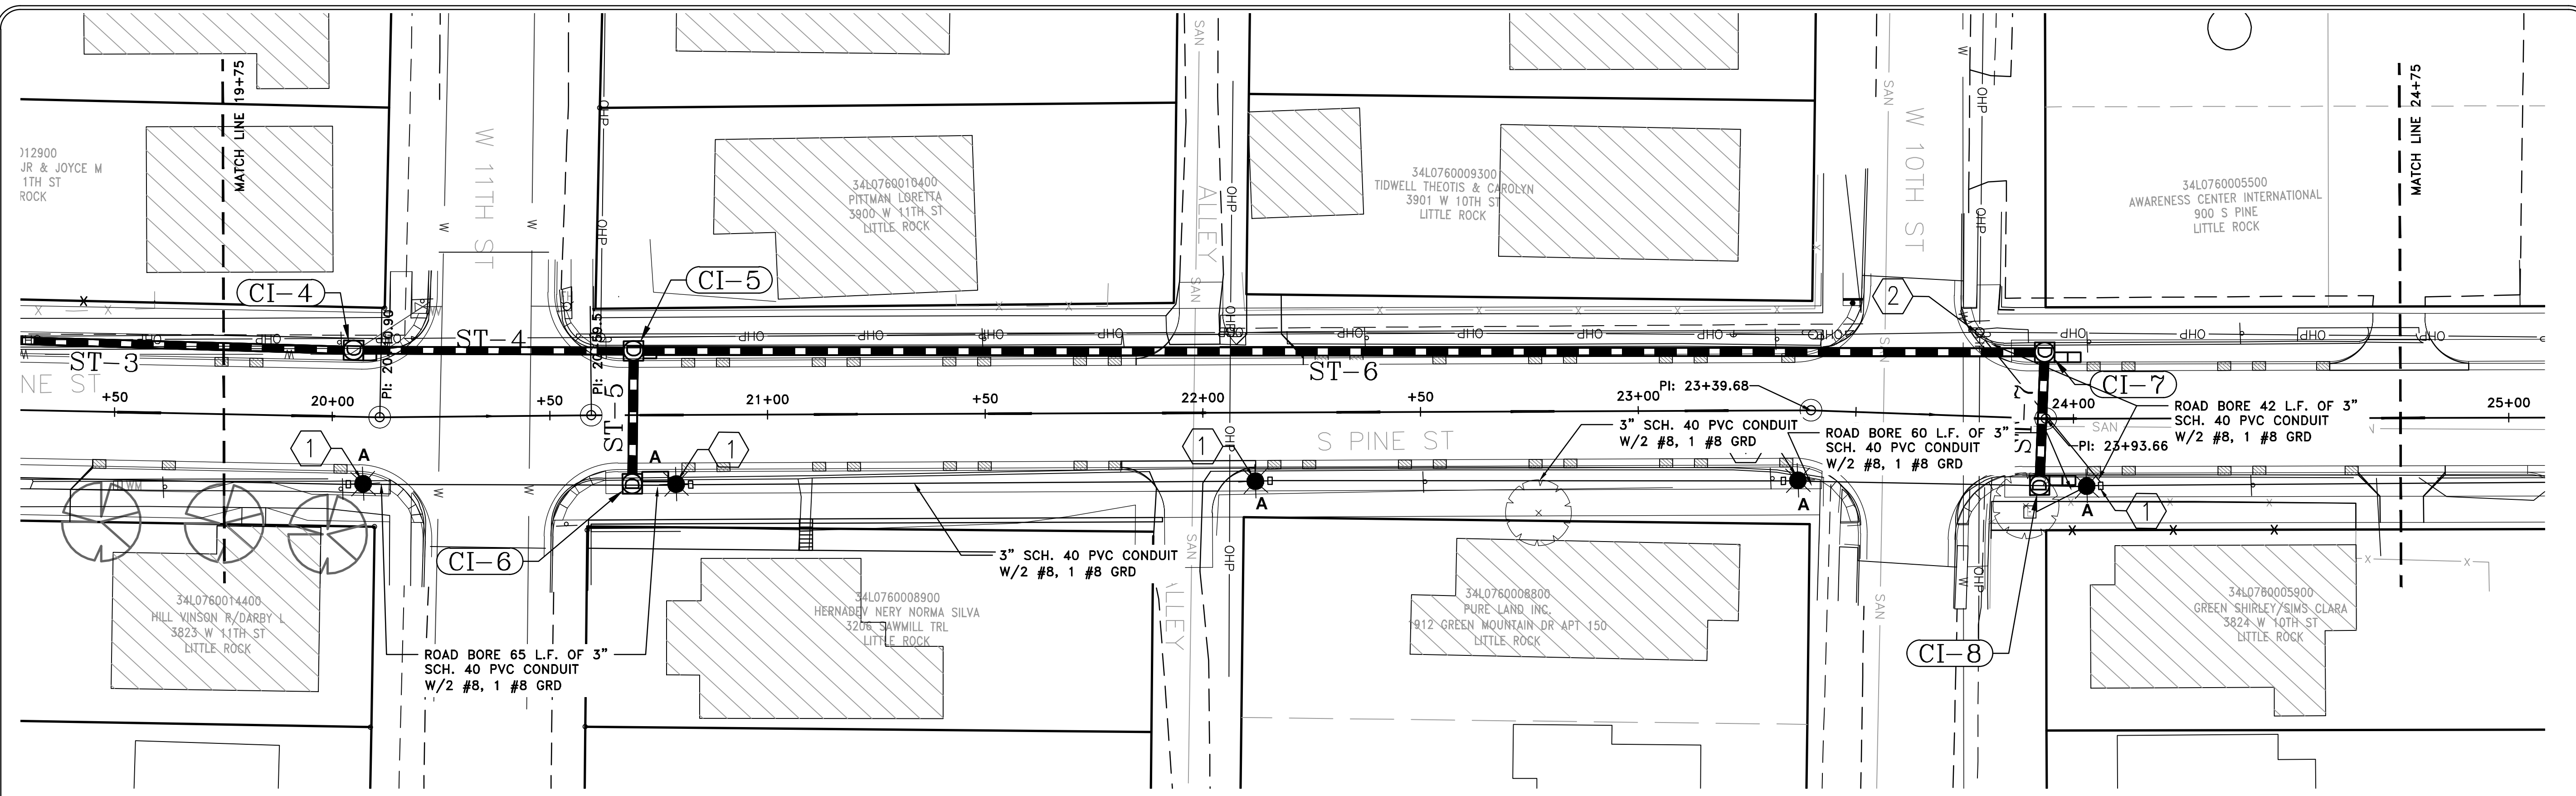 MATCH LINE 19+75
W 11TH ST
012900
JR & JOYCE M
1TH ST
ROCK
34L0760010400
PITTMAN LORETTA
3900 W 11TH ST
LITTLE ROCK
SAN
ALLEY
OHP
34L0760009300
TIDWELL THEOTIS & CAROLYN
3901 W 10TH ST
LITTLE ROCK
SAN
W 10TH ST
OHP
34L0760005500
AWARENESS CENTER INTERNATIONAL
900 S PINE
LITTLE ROCK
MATCH LINE 24+75
CI-4
CI-5
2
ST-3
ST-4
ST-5
ST-6
CI-7
NE ST
+50
20+00
+50
21+00
+50
22+00
+50
23+00
PI: 23+39.68
24+00
25+00
S PINE ST
3" SCH. 40 PVC CONDUIT
W/2 #8, 1 #8 GRD
ROAD BORE 60 L.F. OF 3"
SCH. 40 PVC CONDUIT
W/2 #8, 1 #8 GRD
ROAD BORE 42 L.F. OF 3"
SCH. 40 PVC CONDUIT
W/2 #8, 1 #8 GRD
PI: 23+93.66
SAN
1
A
A
1
1
A
A
A
1
CI-6
3" SCH. 40 PVC CONDUIT
W/2 #8, 1 #8 GRD
CI-8
34L0760014400
HILL VINSON R/DARBY L
3823 W 11TH ST
LITTLE ROCK
ROAD BORE 65 L.F. OF 3"
SCH. 40 PVC CONDUIT
W/2 #8, 1 #8 GRD
34L0760008900
HERNADEV NERY NORMA SILVA
3206 SAWMILL TRL
LITTLE ROCK
SAN
OHP
34L0760008800
PURE LAND INC.
1912 GREEN MOUNTAIN DR APT 150
LITTLE ROCK
SAN
OHP
34L0760005900
GREEN SHIRLEY/SIMS CLARA
3824 W 10TH ST
LITTLE ROCK